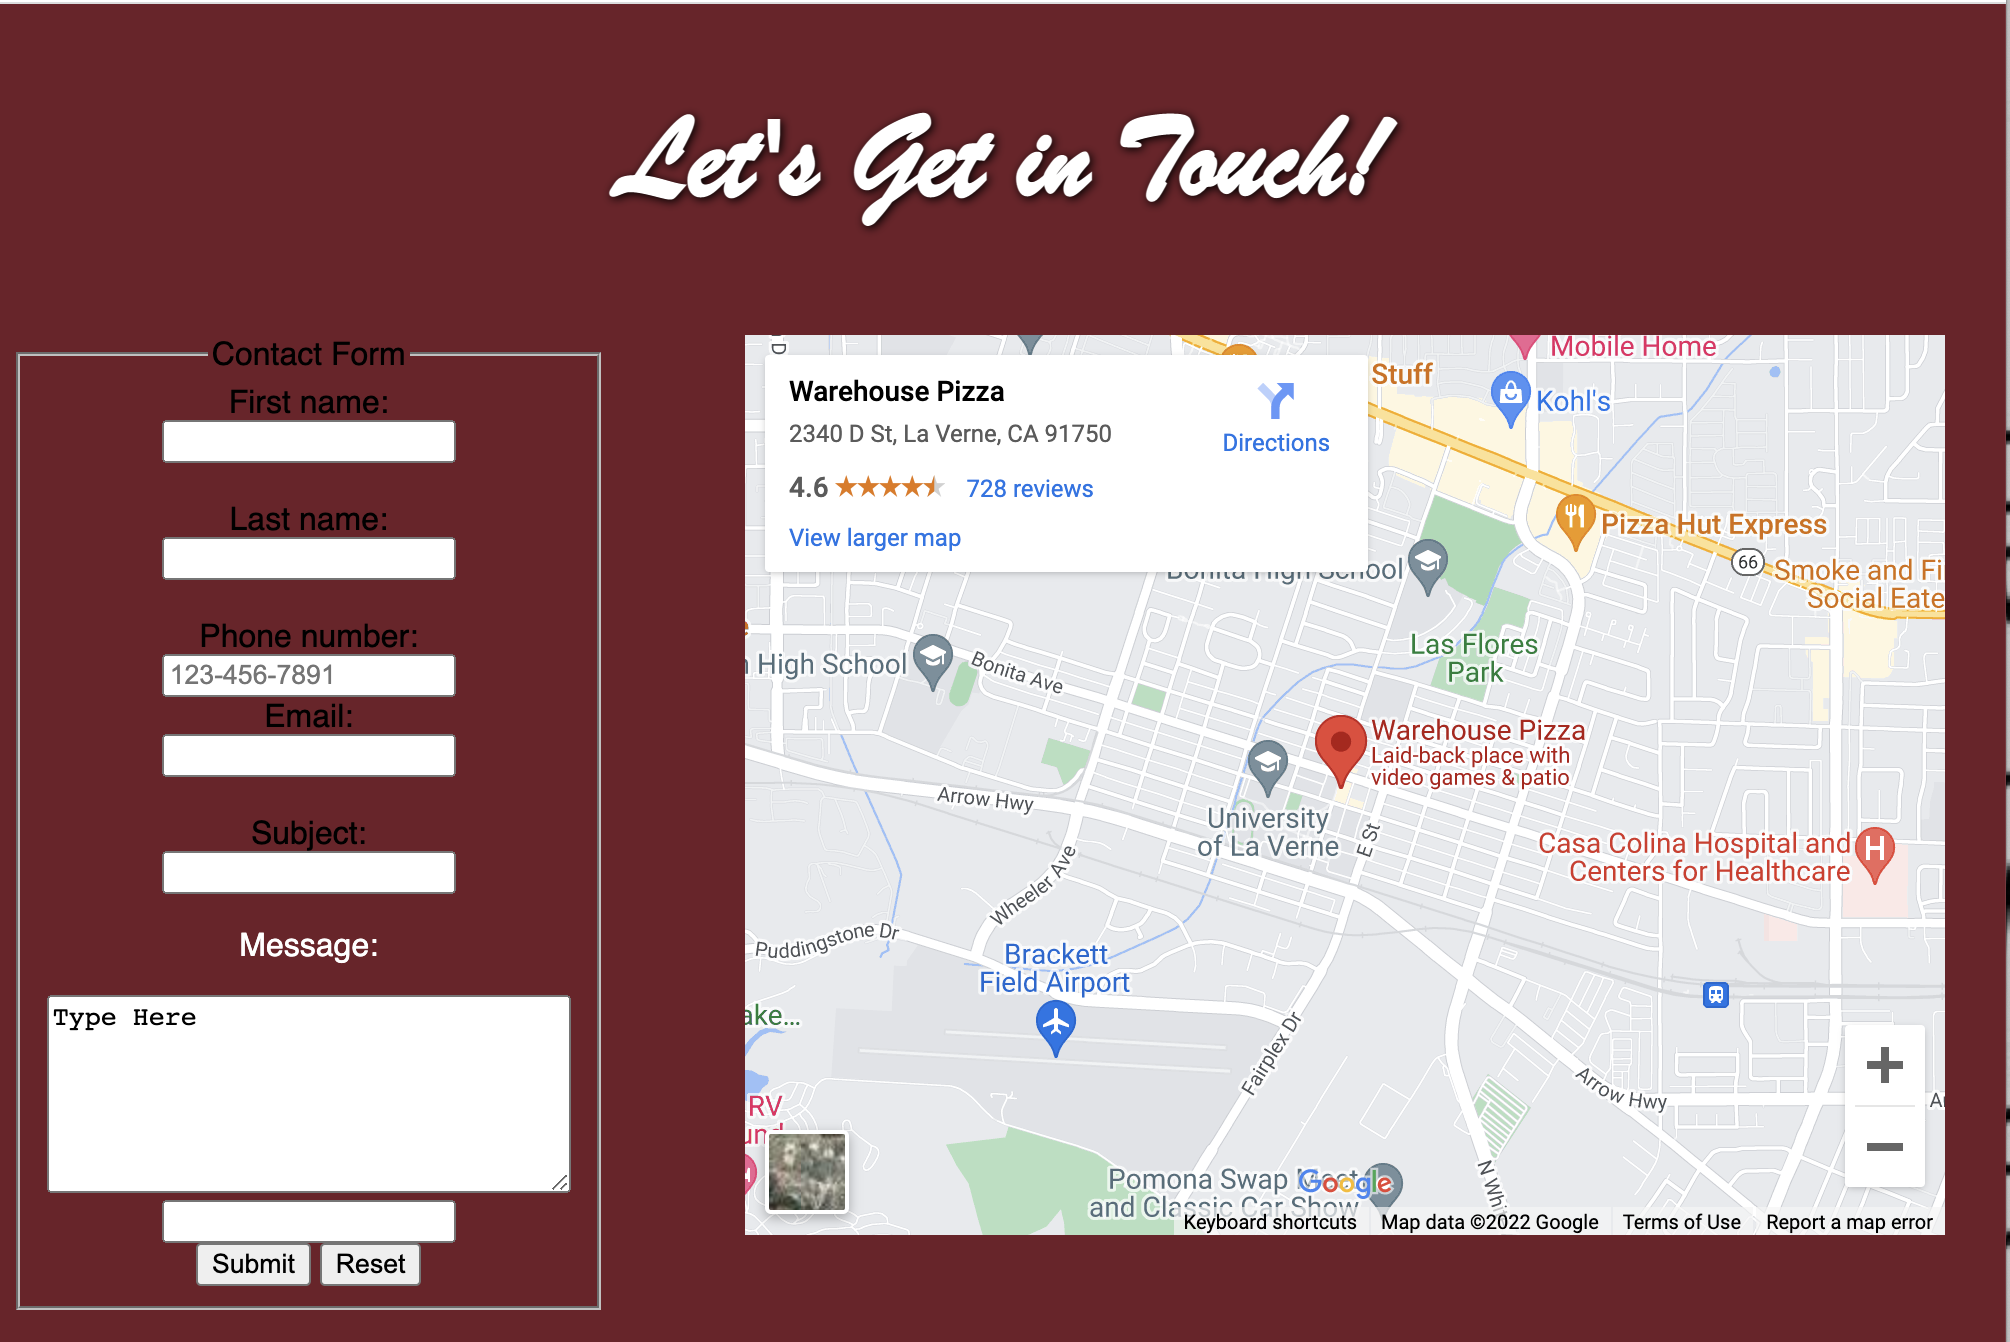 Let's Get in Touch!
Contact Form
First name:
Last name:
Phone number:
123-456-7891
Email:
Subject:
Message:
Type Here
Submit Reset
D
Mobile Home
Stuff
Kohl's
Warehouse Pizza
2340 D St, La Verne, CA 91750
Directions
4.6 728 reviews
View larger map
Pizza Hut Express
66
Smoke and Fi
Social Eate
Bonita High School
Las Flores
Park
High School
Bonita Ave
Warehouse Pizza
Laid-back place with
video games & patio
Arrow Hwy
University
of La Verne
E St
Casa Colina Hospital and
Centers for Healthcare
H
Wheeler Ave
Puddingstone Dr
Brackett
Field Airport
ake...
Fairplex Dr
Arrow Hwy
RV
und
N Whi
Pomona Swap Meet
and Classic Car Show
Google
Keyboard shortcuts Map data ©2022 Google Terms of Use Report a map error